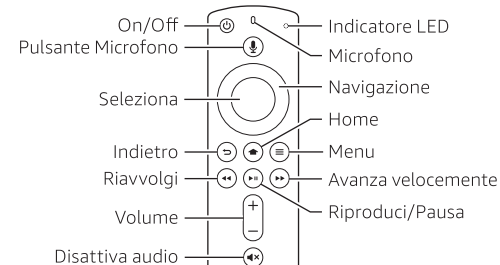 On/Off
Indicatore LED
Pulsante Microfono
Microfono
Seleziona
Navigazione
Home
Indietro
Menu
Riavvolgi
Avanza velocemente
Volume
Riproduci/Pausa
Disattiva audio